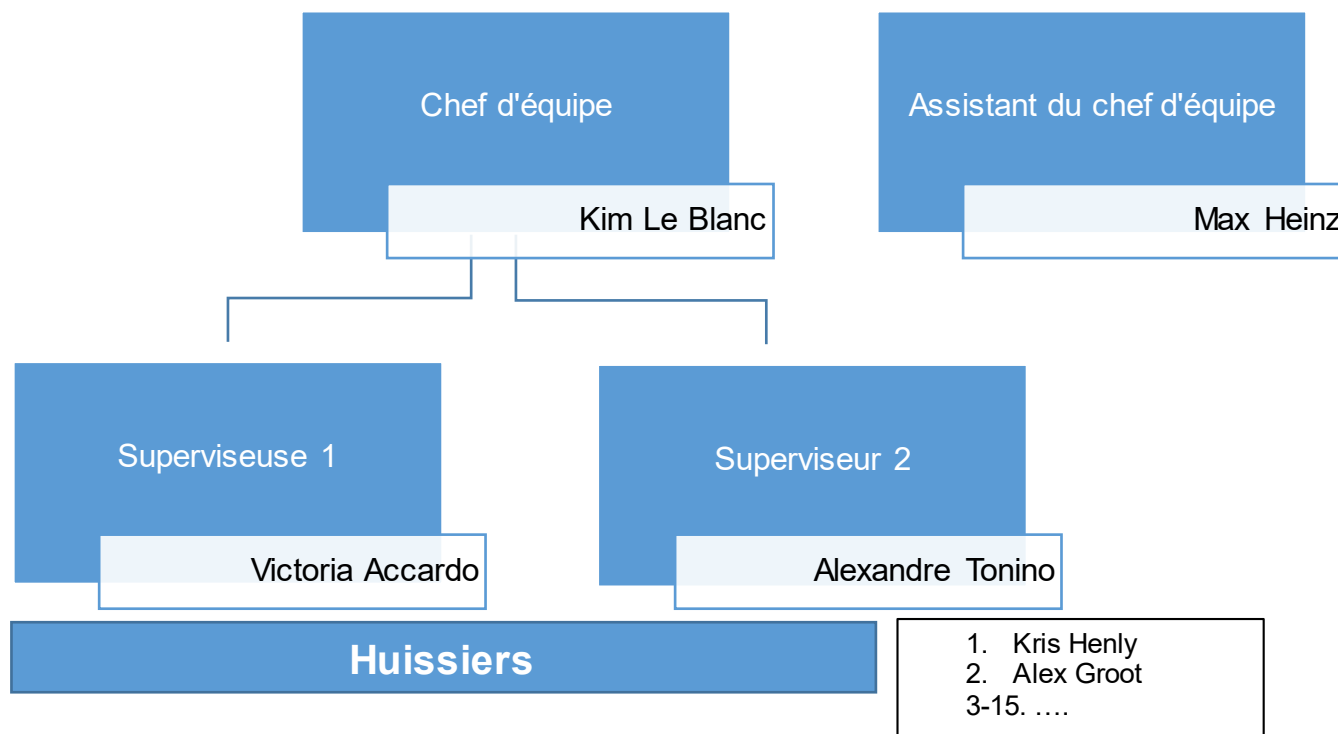 Chef d'équipe
Kim Le Blanc
Assistant du chef d'équipe
Max Heinz
Superviseuse 1
Victoria Accardo
Superviseur 2
Alexandre Tonino
Huissiers
1. Kris Henly
2. Alex Groot
3-15. ….